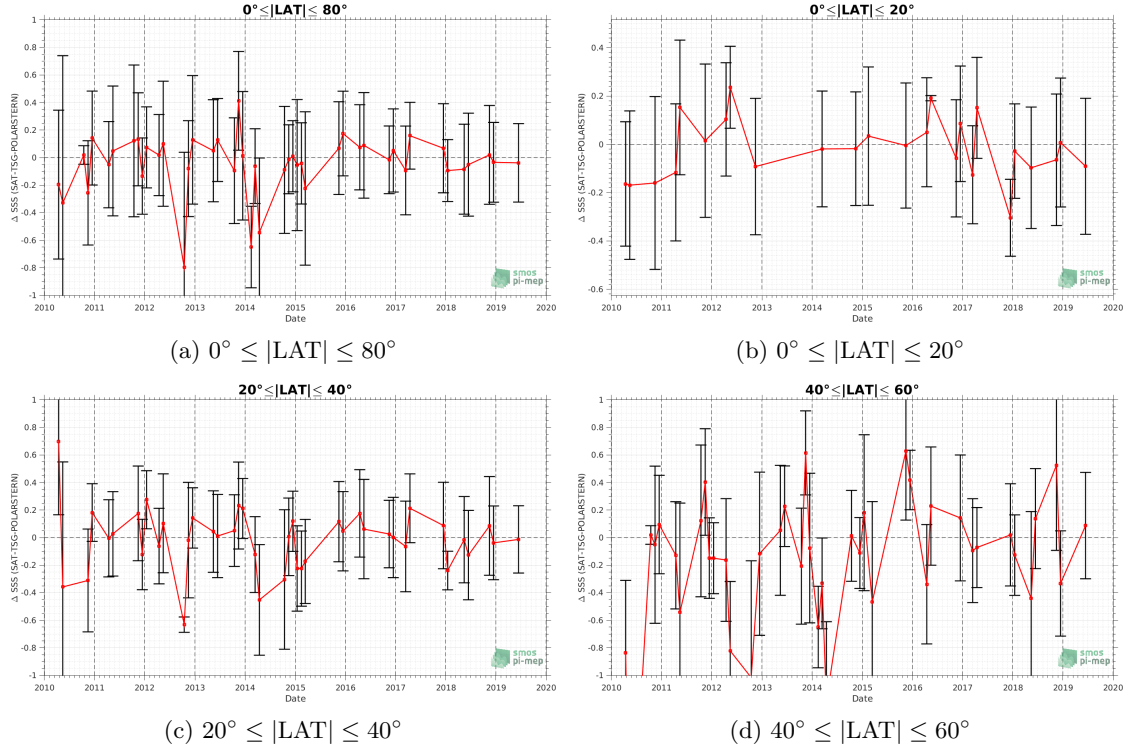 0°≤|LAT|≤ 80°
Δ SSS (SAT-TSG-POLARSTERN)
1
0.8
0.6
0.4
0.2
0
-0.2
-0.4
-0.6
-0.8
-1
2010 2011 2012 2013 2014 2015 2016 2017 2018 2019 2020
Date
smos
pi-mep
(a) 0° ≤ |LAT| ≤ 80°
0°≤|LAT|≤ 20°
Δ SSS (SAT-TSG-POLARSTERN)
0.4
0.2
0
-0.2
-0.4
-0.6
2010 2011 2012 2013 2014 2015 2016 2017 2018 2019 2020
Date
smos
pi-mep
(b) 0° ≤ |LAT| ≤ 20°
20°≤|LAT|≤ 40°
Δ SSS (SAT-TSG-POLARSTERN)
1
0.8
0.6
0.4
0.2
0
-0.2
-0.4
-0.6
-0.8
-1
2010 2011 2012 2013 2014 2015 2016 2017 2018 2019 2020
Date
smos
pi-mep
(c) 20° ≤ |LAT| ≤ 40°
40°≤|LAT|≤ 60°
Δ SSS (SAT-TSG-POLARSTERN)
1
0.8
0.6
0.4
0.2
0
-0.2
-0.4
-0.6
-0.8
-1
2010 2011 2012 2013 2014 2015 2016 2017 2018 2019 2020
Date
smos
pi-mep
(d) 40° ≤ |LAT| ≤ 60°